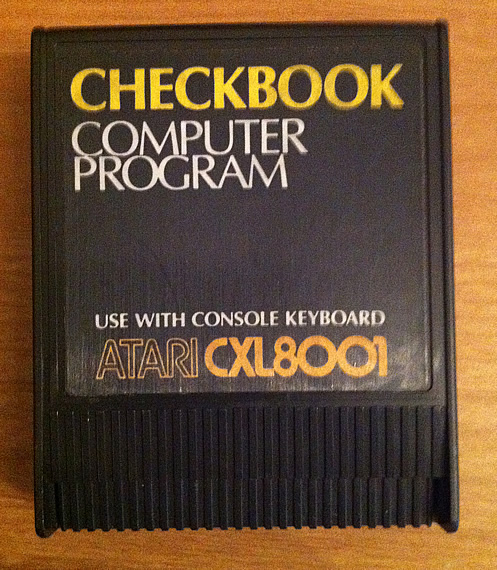 CHECKBOOK
COMPUTER
PROGRAM
USE WITH CONSOLE KEYBOARD
ATARI CXL8001